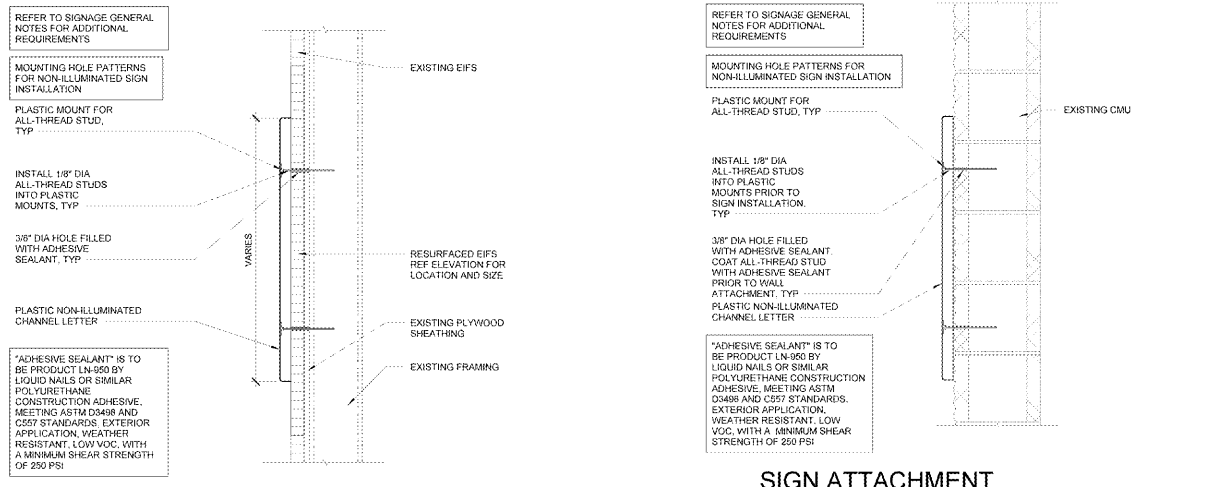 REFER TO SIGNAGE GENERAL
NOTES FOR ADDITIONAL
REQUIREMENTS
MOUNTING HOLE PATTERNS
FOR NON-ILLUMINATED SIGN
INSTALLATION
PLASTIC MOUNT FOR
ALL-THREAD STUD,
TYP
INSTALL 1/8" DIA
ALL-THREAD STUDS
INTO PLASTIC
MOUNTS, TYP
3/8" DIA HOLE FILLED
WITH ADHESIVE
SEALANT, TYP
PLASTIC NON-ILLUMINATED
CHANNEL LETTER
"ADHESIVE SEALANT" IS TO
BE PRODUCT LN-950 BY
LIQUID NAILS OR SIMILAR
POLYURETHANE
CONSTRUCTION ADHESIVE,
MEETING ASTM D3498 AND
C557 STANDARDS, EXTERIOR
APPLICATION, WEATHER
RESISTANT, LOW VOC, WITH
A MINIMUM SHEAR STRENGTH
OF 250 PSI
VARIES
EXISTING EIFS
RESURFACED EIFS
REF ELEVATION FOR
LOCATION AND SIZE
EXISTING PLYWOOD
SHEATHING
EXISTING FRAMING
REFER TO SIGNAGE GENERAL
NOTES FOR ADDITIONAL
REQUIREMENTS
MOUNTING HOLE PATTERNS FOR
NON-ILLUMINATED SIGN INSTALLATION
PLASTIC MOUNT FOR
ALL-THREAD STUD, TYP
INSTALL 1/8" DIA
ALL-THREAD STUDS
INTO PLASTIC
MOUNTS PRIOR TO
SIGN INSTALLATION,
TYP
3/8" DIA HOLE FILLED
WITH ADHESIVE SEALANT.
COAT ALL-THREAD STUD
WITH ADHESIVE SEALANT
PRIOR TO WALL
ATTACHMENT, TYP
PLASTIC NON-ILLUMINATED
CHANNEL LETTER
"ADHESIVE SEALANT" IS TO
BE PRODUCT LN-950 BY
LIQUID NAILS OR SIMILAR
POLYURETHANE CONSTRUCTION
ADHESIVE, MEETING ASTM
D3498 AND C557 STANDARDS,
EXTERIOR APPLICATION,
WEATHER RESISTANT, LOW
VOC, WITH A MINIMUM SHEAR
STRENGTH OF 250 PSI
EXISTING CMU
SIGN ATTACHMENT